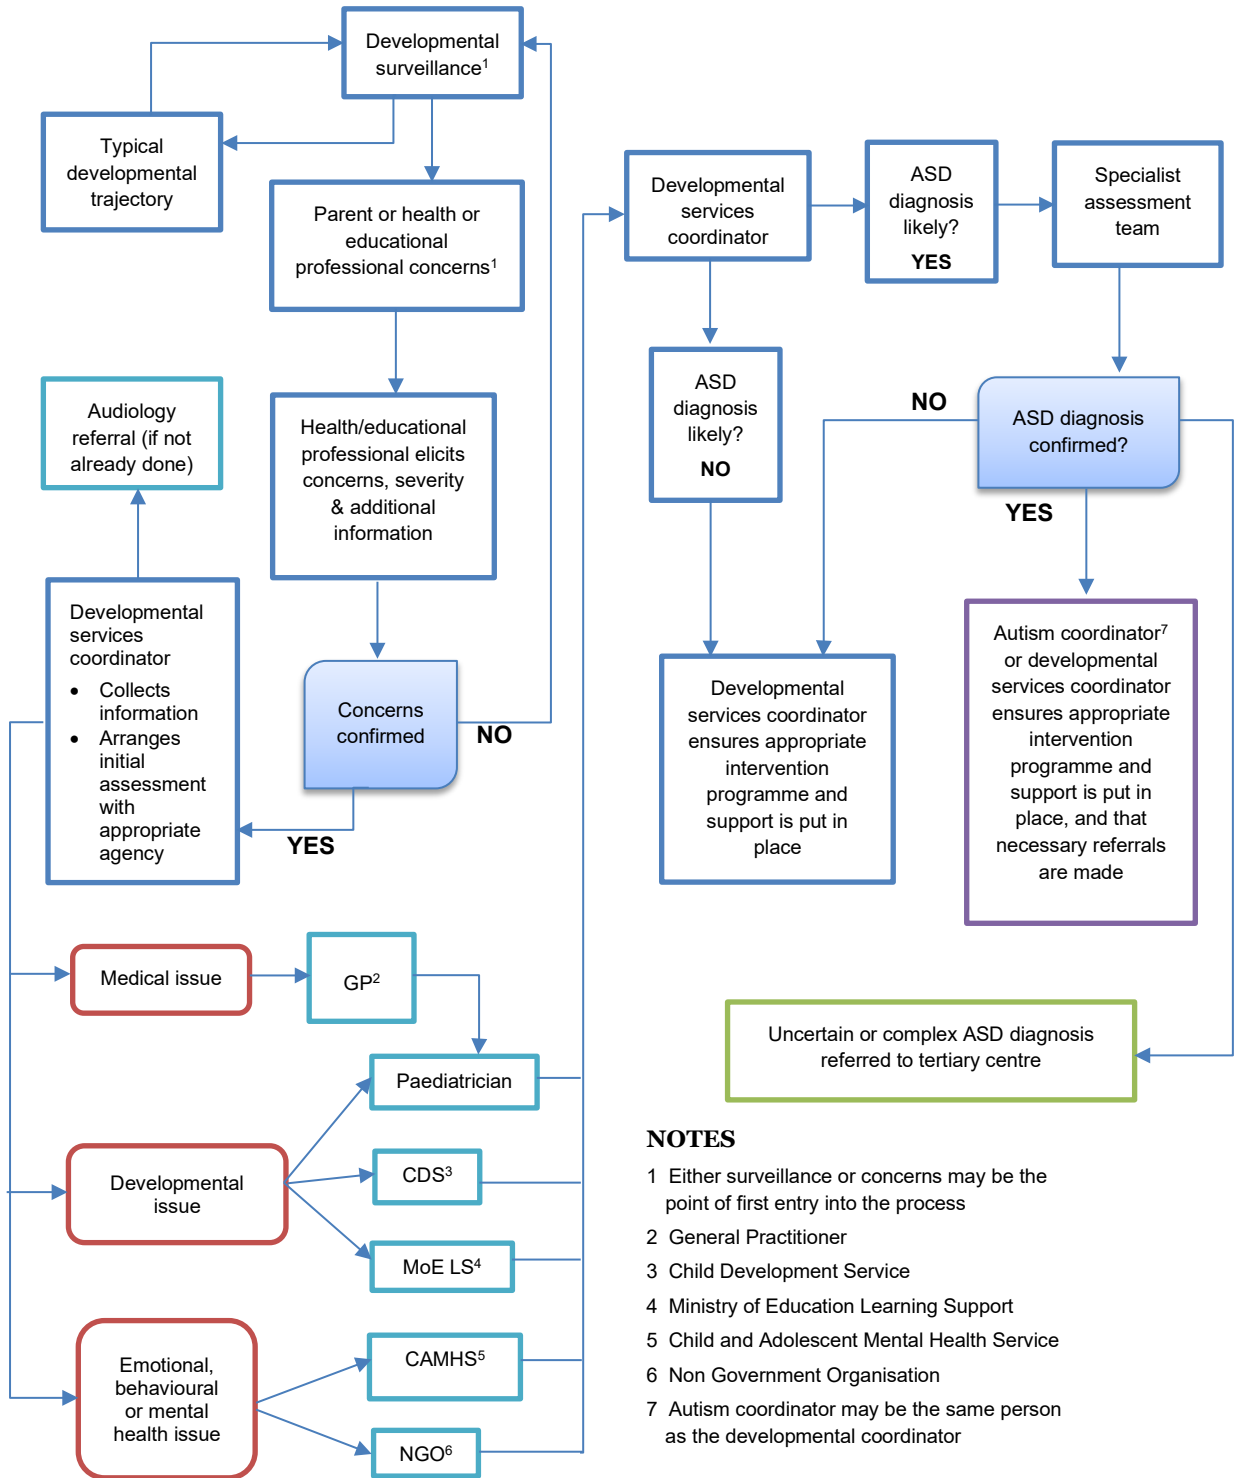 Developmental
surveillance¹
Typical
developmental
trajectory
Parent or health or
educational
professional concerns¹
Health/educational
professional elicits
concerns, severity
& additional
information
Audiology
referral (if not
already done)
Developmental
services
coordinator
• Collects
information
• Arranges
initial
assessment
with
appropriate
agency
Concerns
confirmed
NO
YES
Medical issue
GP²
Paediatrician
Developmental
issue
CDS³
MoE LS⁴
Emotional,
behavioural
or mental
health issue
CAMHS⁵
NGO⁶
Developmental
services
coordinator
ASD
diagnosis
likely?
YES
Specialist
assessment
team
ASD
diagnosis
likely?
NO
NO
ASD diagnosis
confirmed?
YES
Developmental
services coordinator
ensures appropriate
intervention
programme and
support is put in
place
Autism coordinator⁷
or developmental
services coordinator
ensures appropriate
intervention
programme and
support is put in
place, and that
necessary referrals
are made
Uncertain or complex ASD diagnosis
referred to tertiary centre
NOTES
1 Either surveillance or concerns may be the
point of first entry into the process
2 General Practitioner
3 Child Development Service
4 Ministry of Education Learning Support
5 Child and Adolescent Mental Health Service
6 Non Government Organisation
7 Autism coordinator may be the same person
as the developmental coordinator